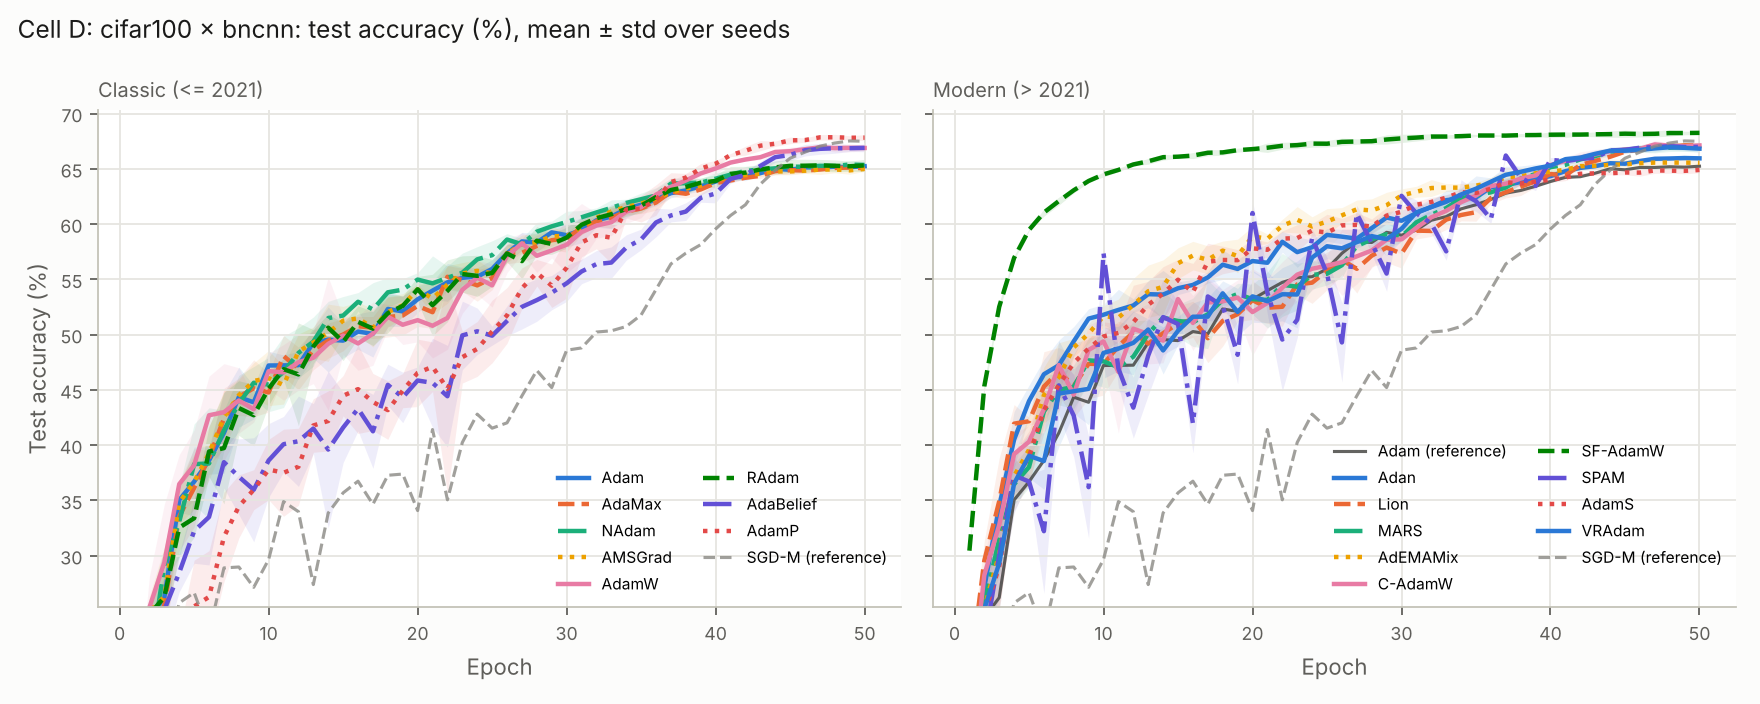 Cell D: cifar100 × bncnn: test accuracy (%), mean ± std over seeds
Classic (<= 2021)
Modern (> 2021)
Test accuracy (%)
70
65
60
55
50
45
40
35
30
Adam
AdaMax
NAdam
AMSGrad
AdamW
RAdam
AdaBelief
AdamP
SGD-M (reference)
0 10 20 30 40 50
Epoch
Adam (reference)
Adan
Lion
MARS
AdEMAMix
C-AdamW
SF-AdamW
SPAM
AdamS
VRAdam
SGD-M (reference)
0 10 20 30 40 50
Epoch